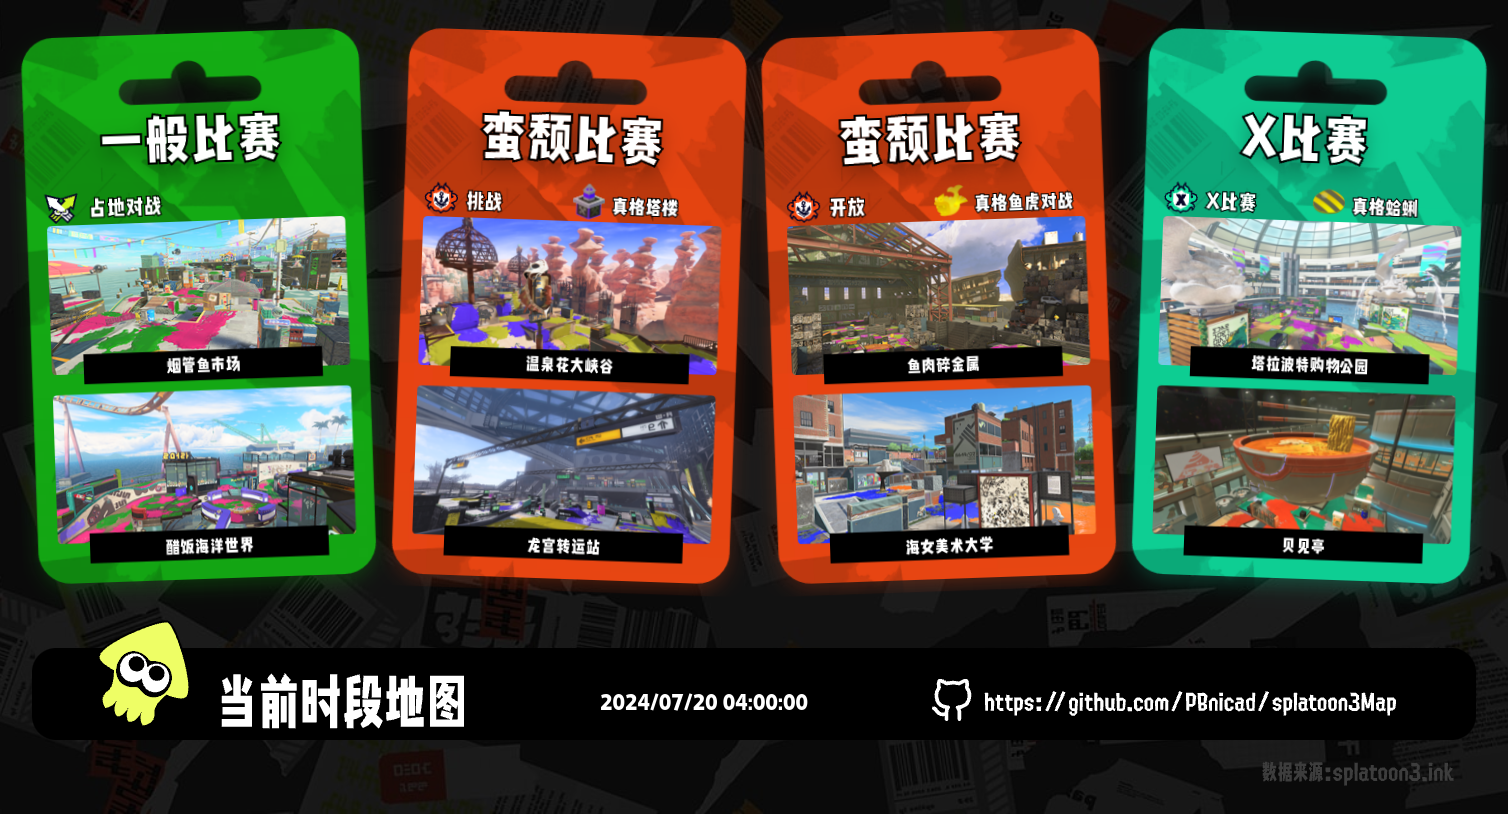 一般比赛
占地对战
烟管鱼市场
醋饭海洋世界
蛮颓比赛
挑战
真格塔楼
温泉花大峡谷
龙宫转运站
蛮颓比赛
开放
真格鱼虎对战
鱼肉碎金属
海女美术大学
X比赛
X比赛
真格蛤蜊
塔拉波特购物公园
贝见亭
当前时段地图
2024/07/20 04:00:00
https://github.com/PBnicad/splatoon3Map
数据来源:splatoon3.ink